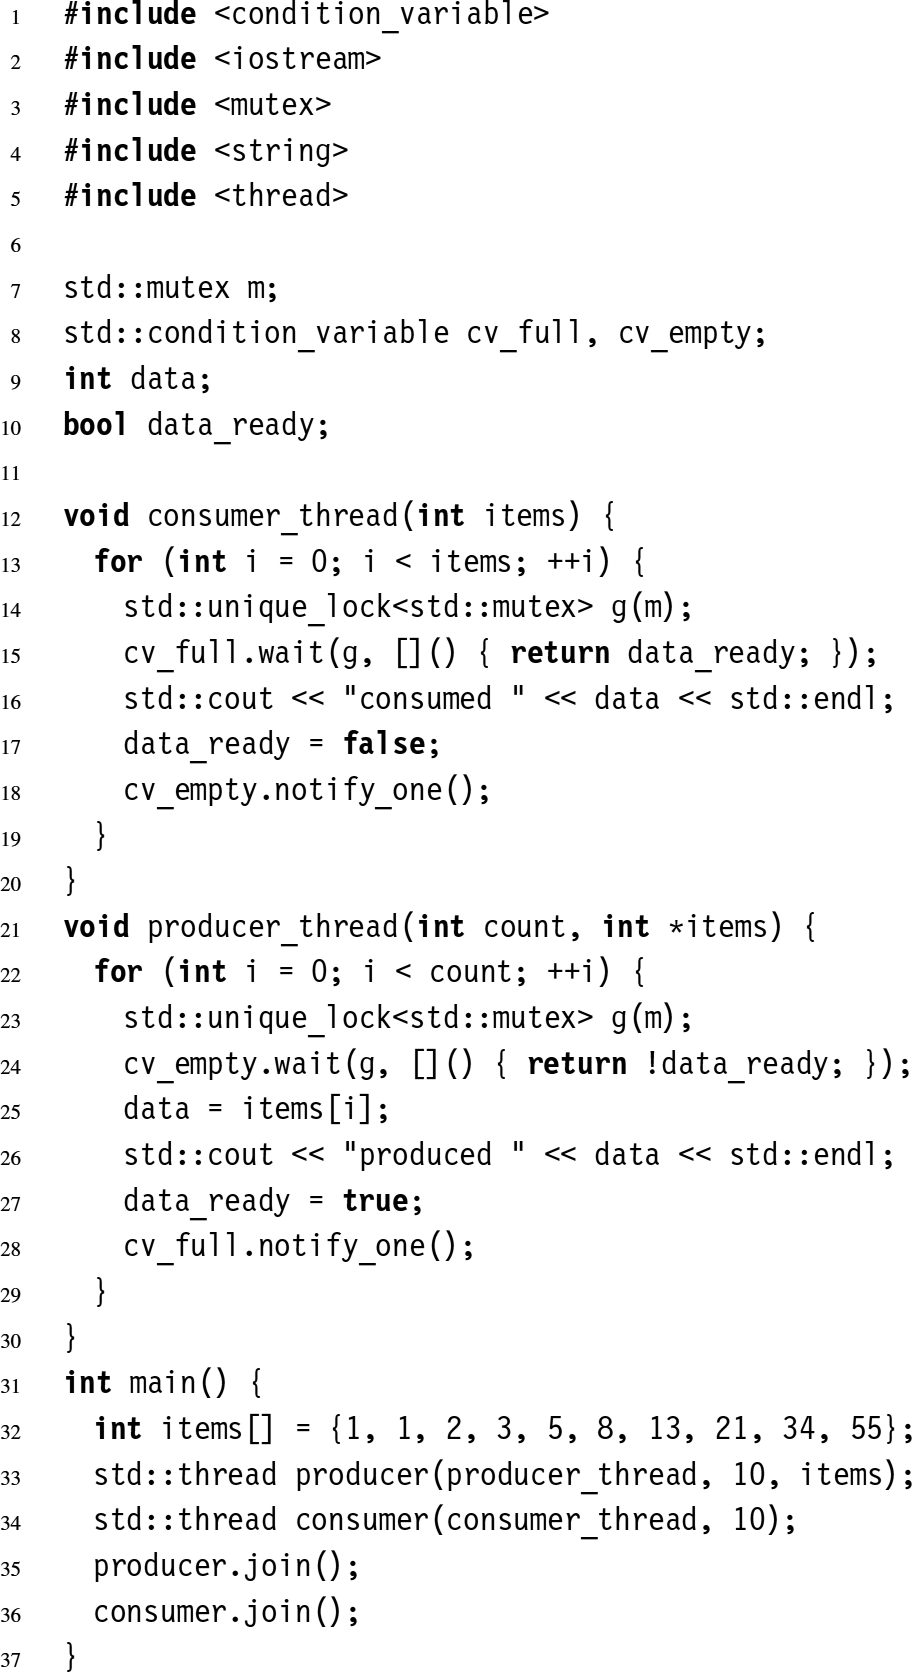 1 #include <condition_variable>
2 #include <iostream>
3 #include <mutex>
4 #include <string>
5 #include <thread>
6
7 std::mutex m;
8 std::condition_variable cv_full, cv_empty;
9 int data;
10 bool data_ready;
11
12 void consumer_thread(int items) {
13   for (int i = 0; i < items; ++i) {
14     std::unique_lock<std::mutex> g(m);
15     cv_full.wait(g, []() { return data_ready; });
16     std::cout << "consumed " << data << std::endl;
17     data_ready = false;
18     cv_empty.notify_one();
19   }
20 }
21 void producer_thread(int count, int *items) {
22   for (int i = 0; i < count; ++i) {
23     std::unique_lock<std::mutex> g(m);
24     cv_empty.wait(g, []() { return !data_ready; });
25     data = items[i];
26     std::cout << "produced " << data << std::endl;
27     data_ready = true;
28     cv_full.notify_one();
29   }
30 }
31 int main() {
32   int items[] = {1, 1, 2, 3, 5, 8, 13, 21, 34, 55};
33   std::thread producer(producer_thread, 10, items);
34   std::thread consumer(consumer_thread, 10);
35   producer.join();
36   consumer.join();
37 }